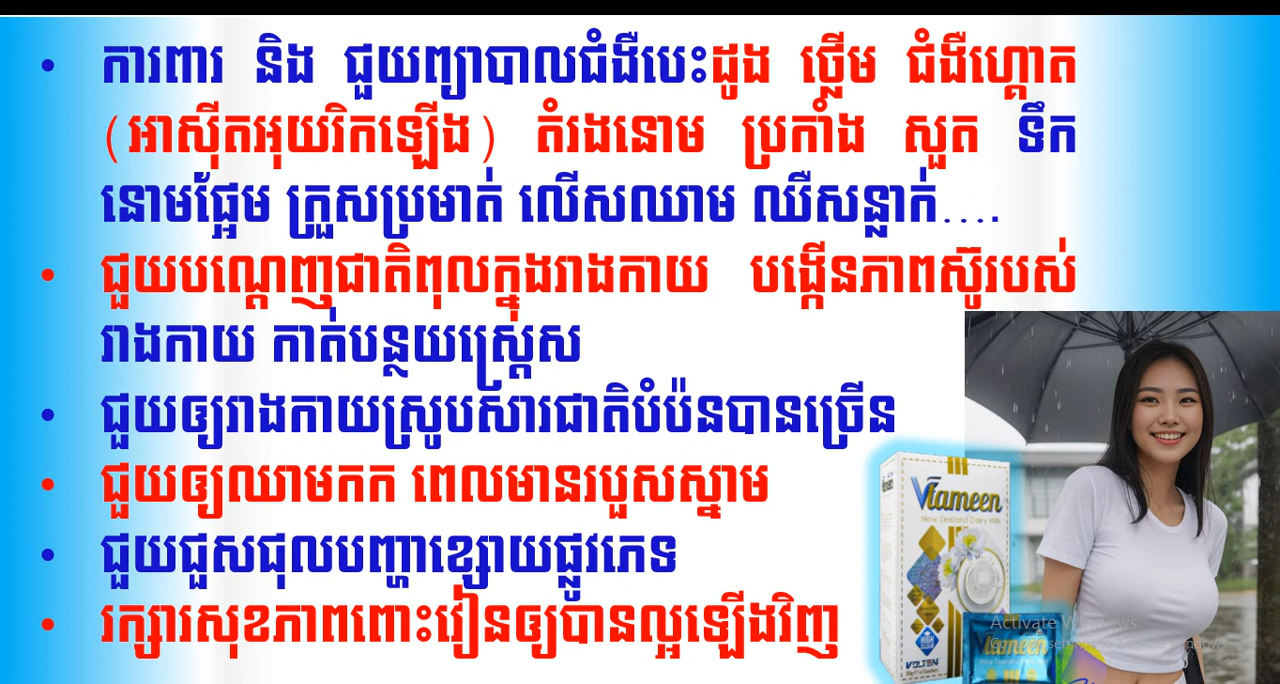 • ការពារ និង ជួយព្យាបាលជំងឺបេះដូង ថ្លើម ជំងឺហ្គោត
(អាស៊ីតអុយរិកឡើង) តំរងនោម ប្រកាំង សួត ទឹក
នោមផ្អែម គ្រួសប្រមាត់ លើសឈាម ឈឺសន្លាក់....
• ជួយបណ្តេញជាតិពុលក្នុងរាងកាយ បង្កើនភាពស៊ូរបស់
រាងកាយ កាត់បន្ថយស្ត្រេស
• ជួយឲ្យរាងកាយស្រូបសារជាតិបំប៉នបានច្រើន
• ជួយឲ្យឈាមកក ពេលមានរបួសស្នាម
• ជួយជួសជុលបញ្ហាខ្សោយផ្លូវភេទ
• រក្សារសុខភាពពោះវៀនឲ្យបានល្អឡើងវិញ
Vtameen
New Zealand Dairy Milk
HIGH
VOLTEN
Vtameen
Activate Windows